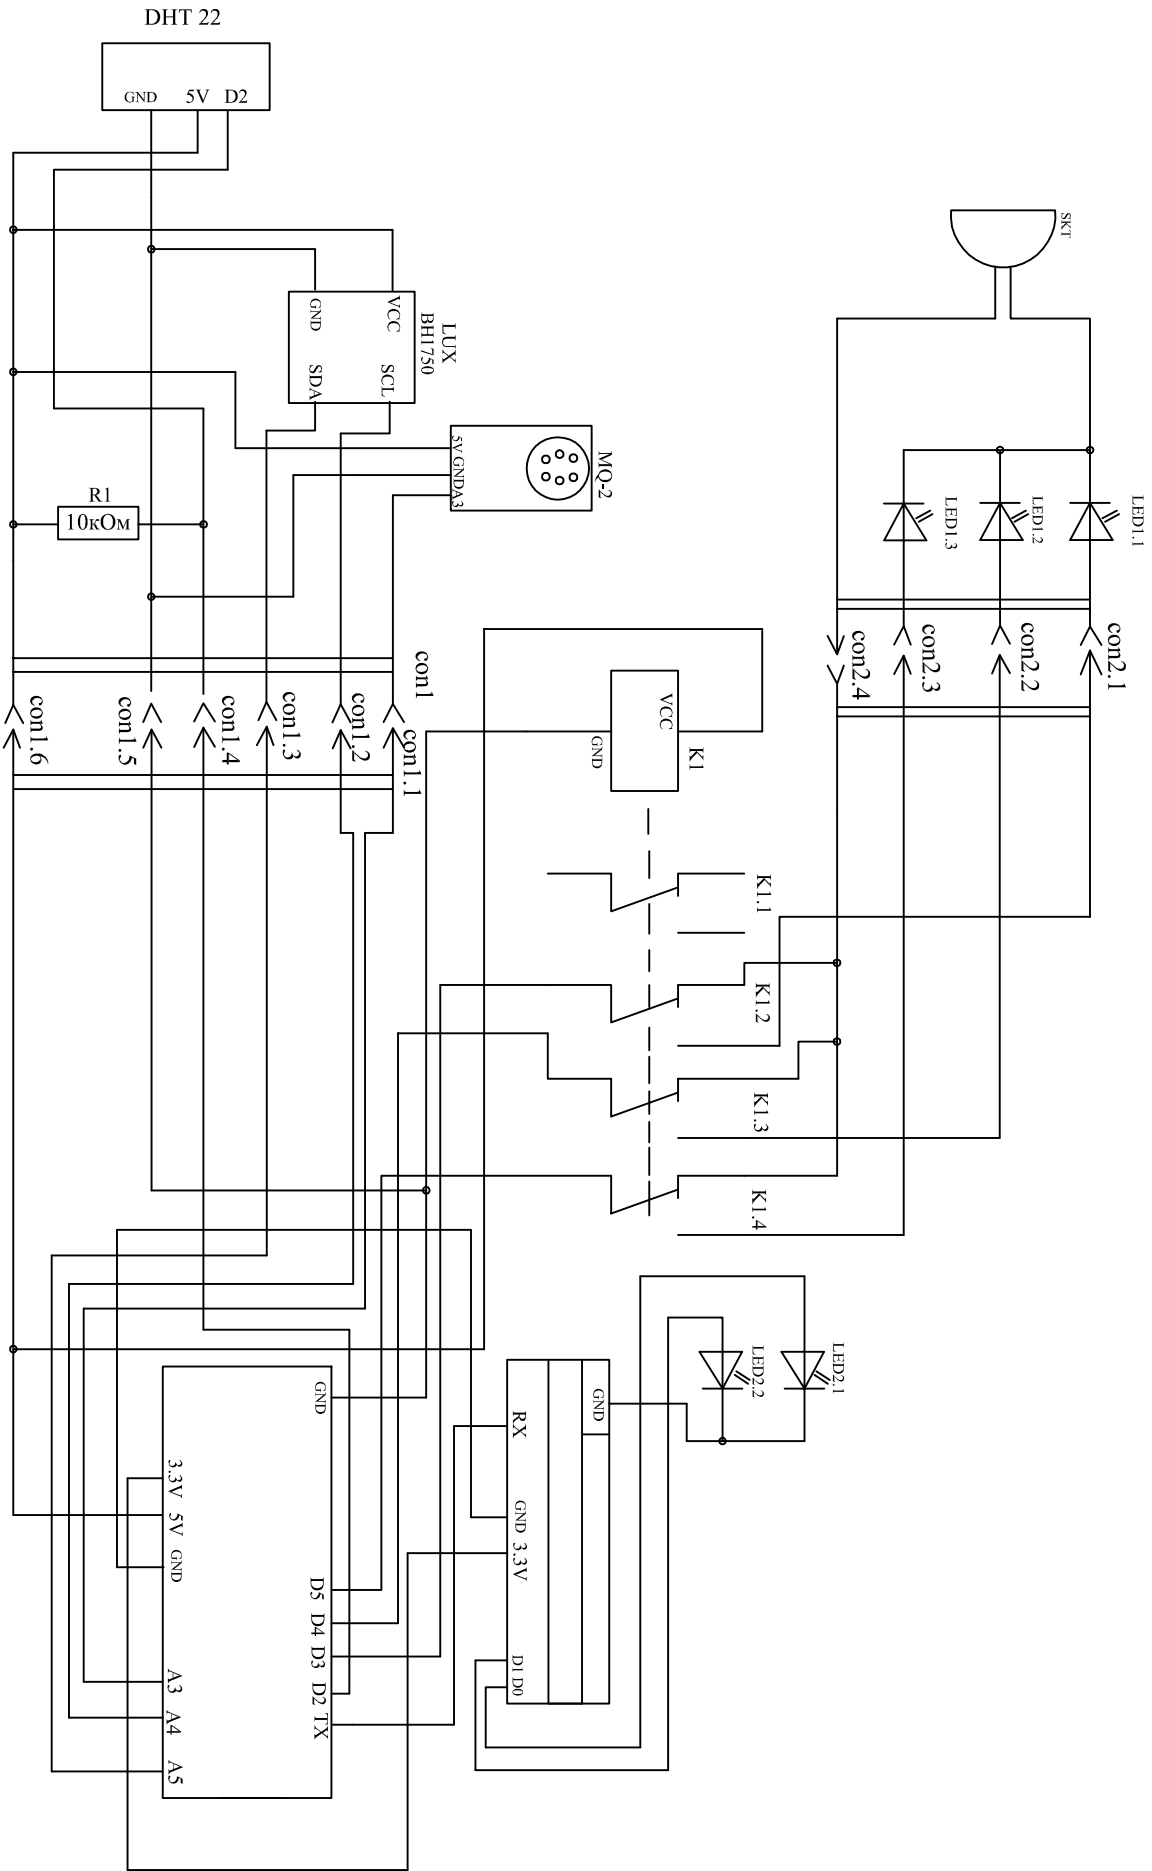 DHT 22
GND 5V D2
SKT
VCC
GND
SCL
SDA
LUX
BH1750
5V GND A3
MQ-2
LED1.1
LED1.2
LED1.3
R1
10кОм
con2.1
con2.2
con2.3
con2.4
con1
con1.1
con1.2
con1.3
con1.4
con1.5
con1.6
K1
VCC
GND
K1.1
K1.2
K1.3
K1.4
LED2.1
LED2.2
GND
RX
GND
3.3V
D1 D0
GND
3.3V
5V
GND
D5
D4
D3
D2
TX
A3
A4
A5